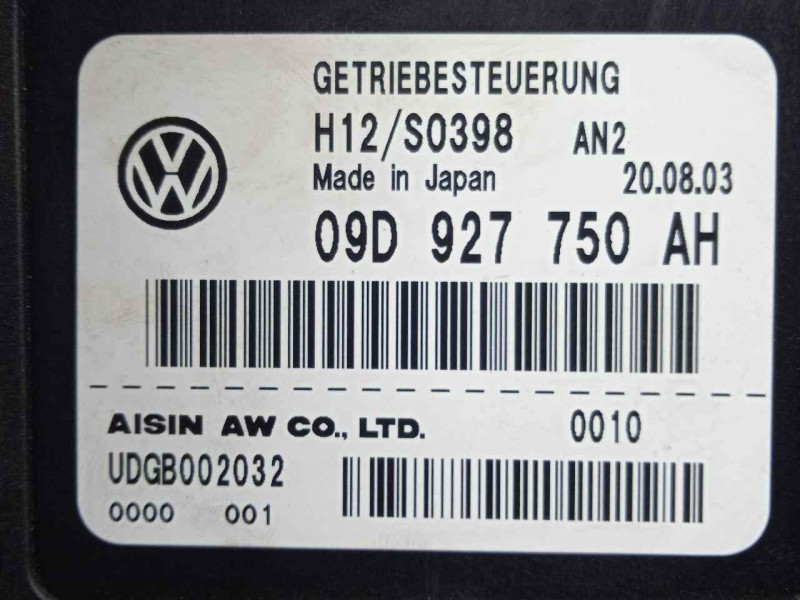 GETRIEBESTEUERUNG
H12/S0398 AN2
Made in Japan 20.08.03
09D 927 750 AH
AISIN AW CO., LTD. 0010
UDGB002032
0000 001